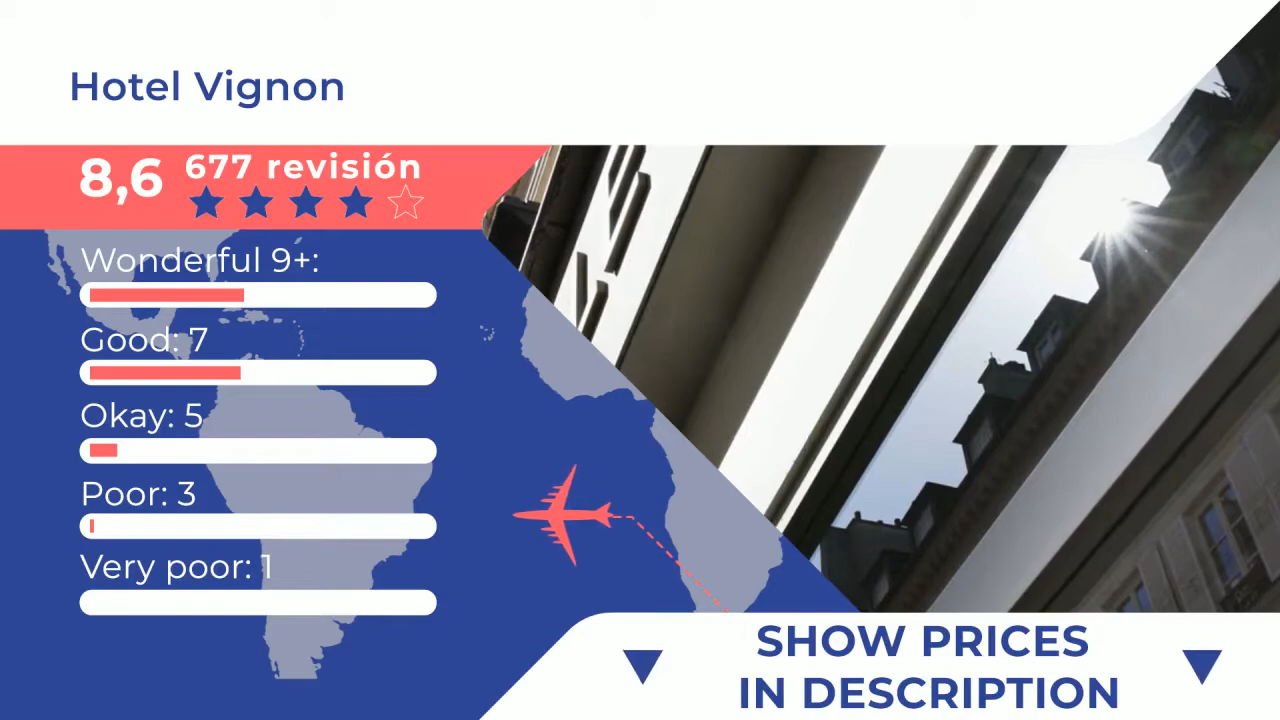 Hotel Vignon
8,6
677 revisión
Wonderful 9+:
Good: 7
Okay: 5
Poor: 3
Very poor: 1
SHOW PRICES
IN DESCRIPTION